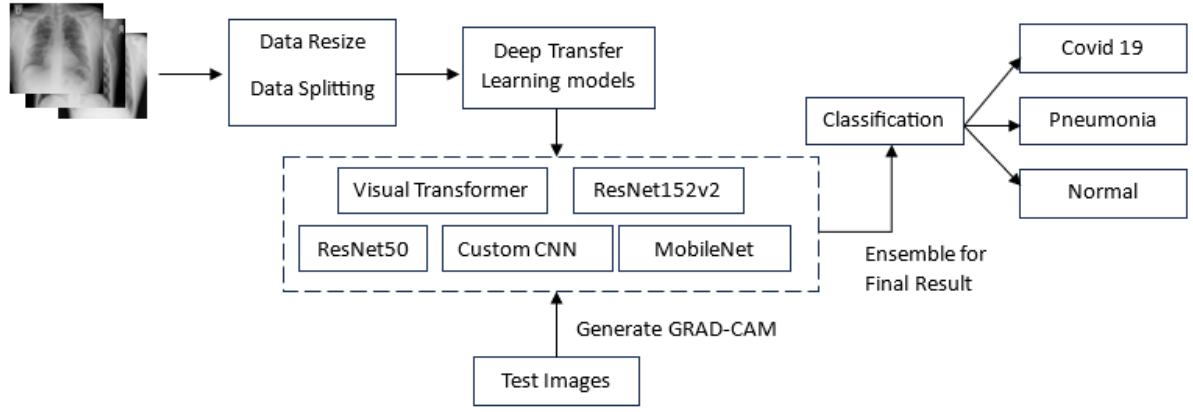 Data Resize
Data Splitting
Deep Transfer
Learning models
Visual Transformer
ResNet152v2
ResNet50
Custom CNN
MobileNet
Generate GRAD-CAM
Test Images
Ensemble for
Final Result
Classification
Covid 19
Pneumonia
Normal